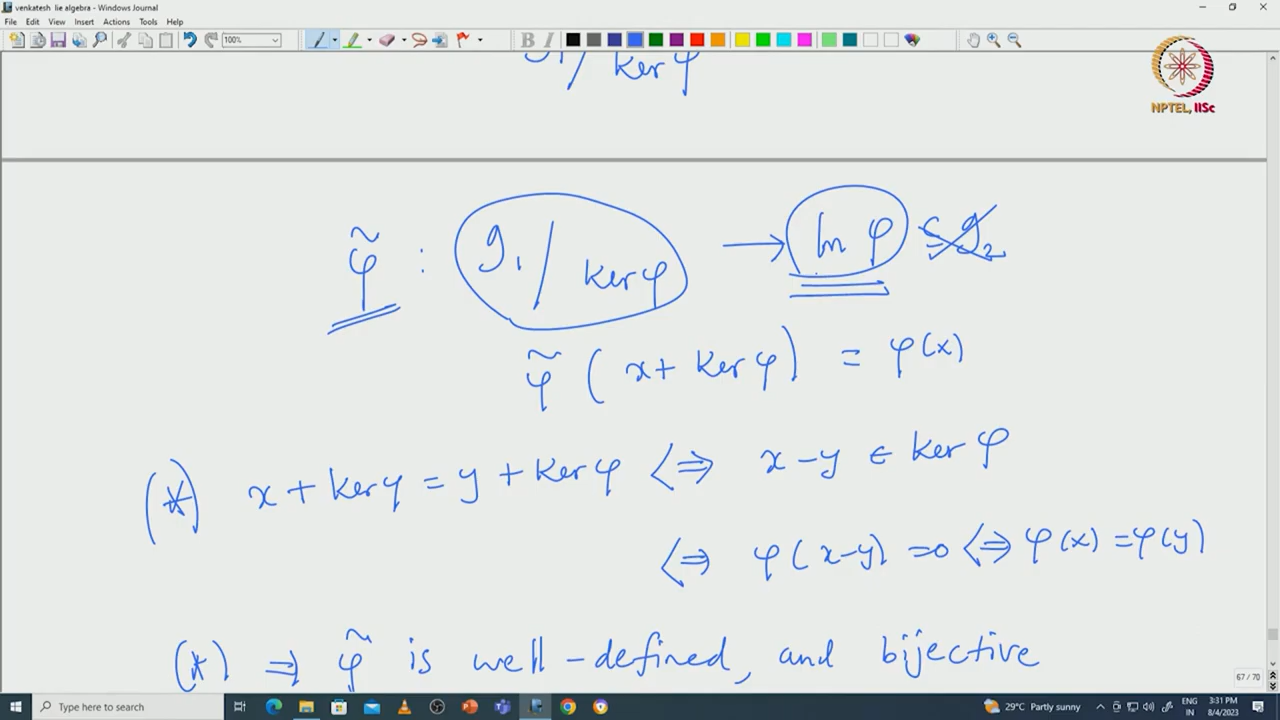 venkatesh lie algebra - Windows Journal
File Edit View Insert Actions Tools Help
100%
B I
g₁ / ker φ
NPTEL, IISc
φ̃ : g₁ / ker φ → Im φ ⊆ g₂
φ̃ ( x + ker φ ) = φ(x)
(*) x + ker φ = y + ker φ ⟺ x - y ∈ ker φ
⟺ φ(x-y) = 0 ⟺ φ(x) = φ(y)
(*) ⇒ φ̃ is well-defined, and bijective
67 / 70
Type here to search
29°C Partly sunny
ENG
IN
3:31 PM
8/4/2023